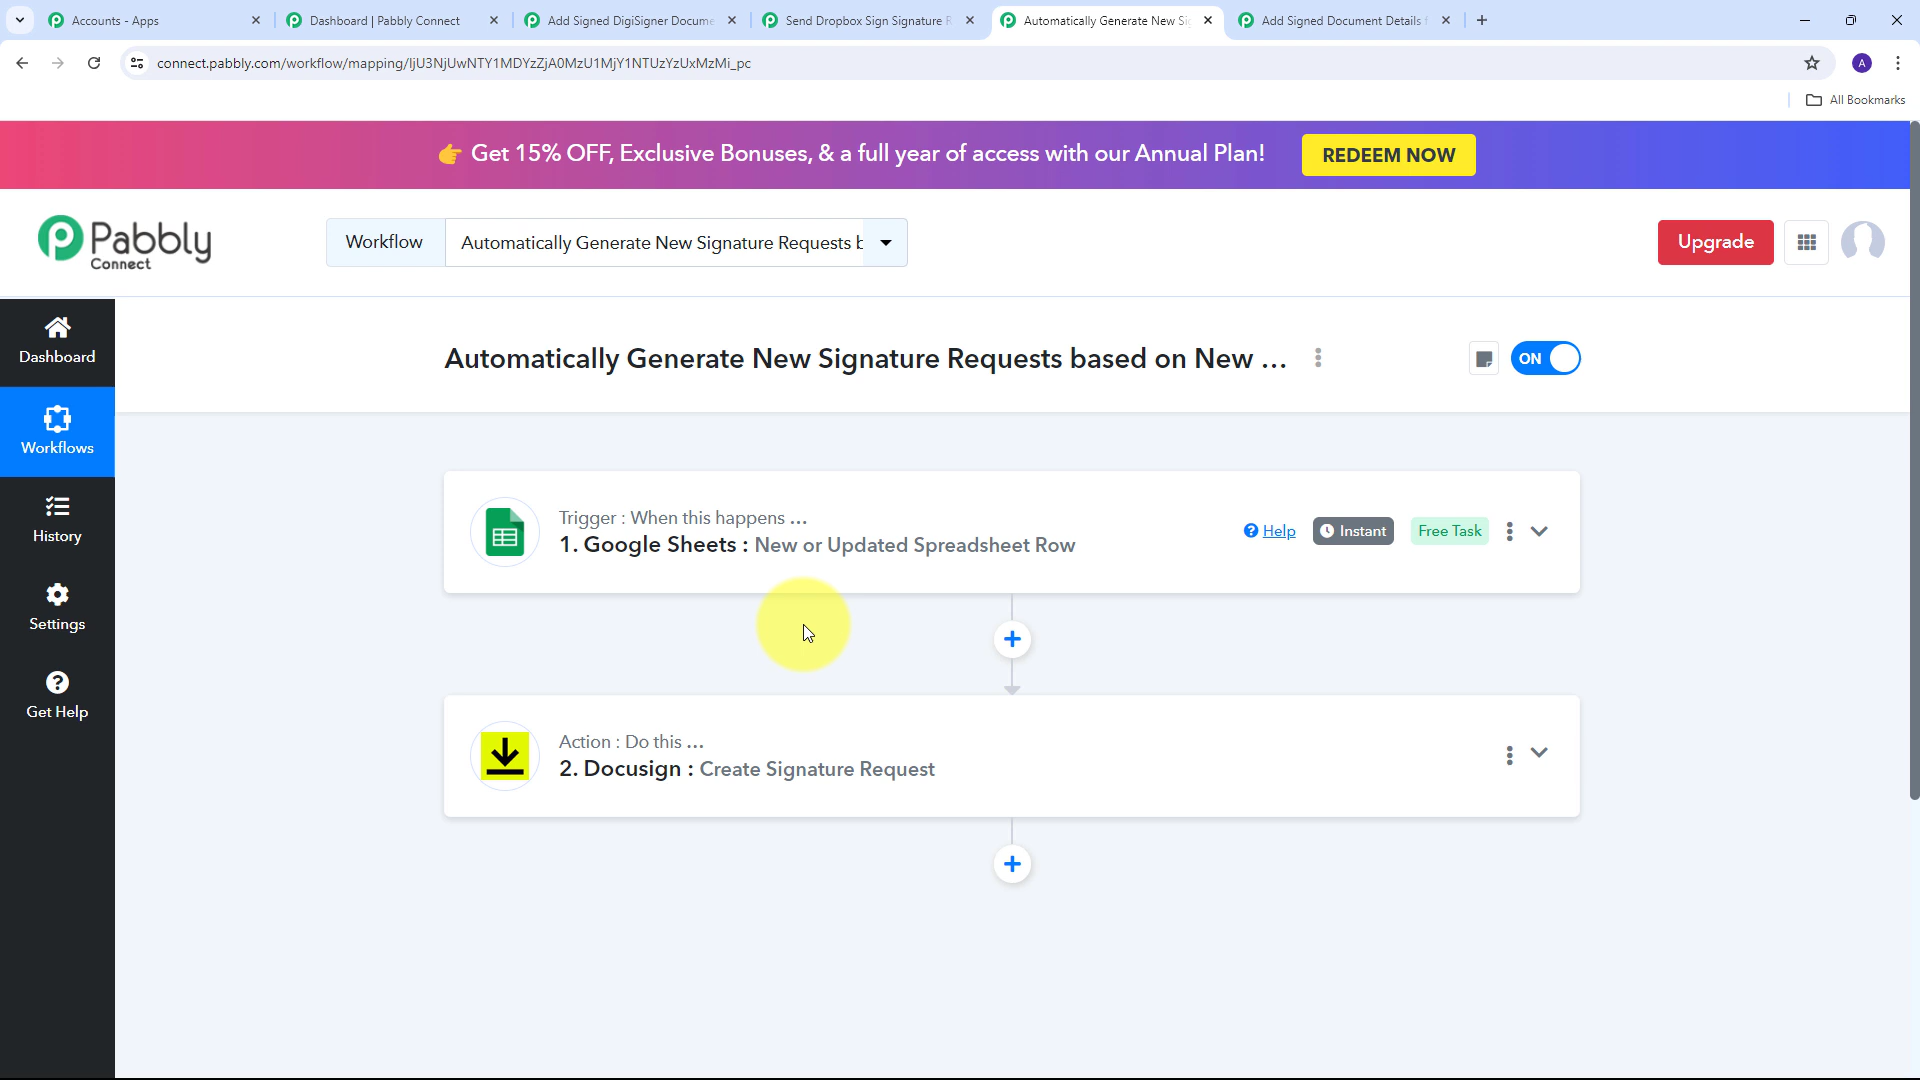 Accounts - Apps
Dashboard | Pabbly Connect
Add Signed DigiSigner Docume
Send Dropbox Sign Signature R
Automatically Generate New Si
Add Signed Document Details f
connect.pabbly.com/workflow/mapping/IjU3NjUwNTY1MDYzZjA0MzU1MjY1NTUzYzUxMzMi_pc
A
All Bookmarks
Get 15% OFF, Exclusive Bonuses, & a full year of access with our Annual Plan!
REDEEM NOW
Pabbly
Connect
Workflow
Automatically Generate New Signature Requests b
Upgrade
Dashboard
Workflows
History
Settings
Get Help
Automatically Generate New Signature Requests based on New ...
ON
Trigger : When this happens ...
1. Google Sheets : New or Updated Spreadsheet Row
Help
Instant
Free Task
Action : Do this ...
2. Docusign : Create Signature Request